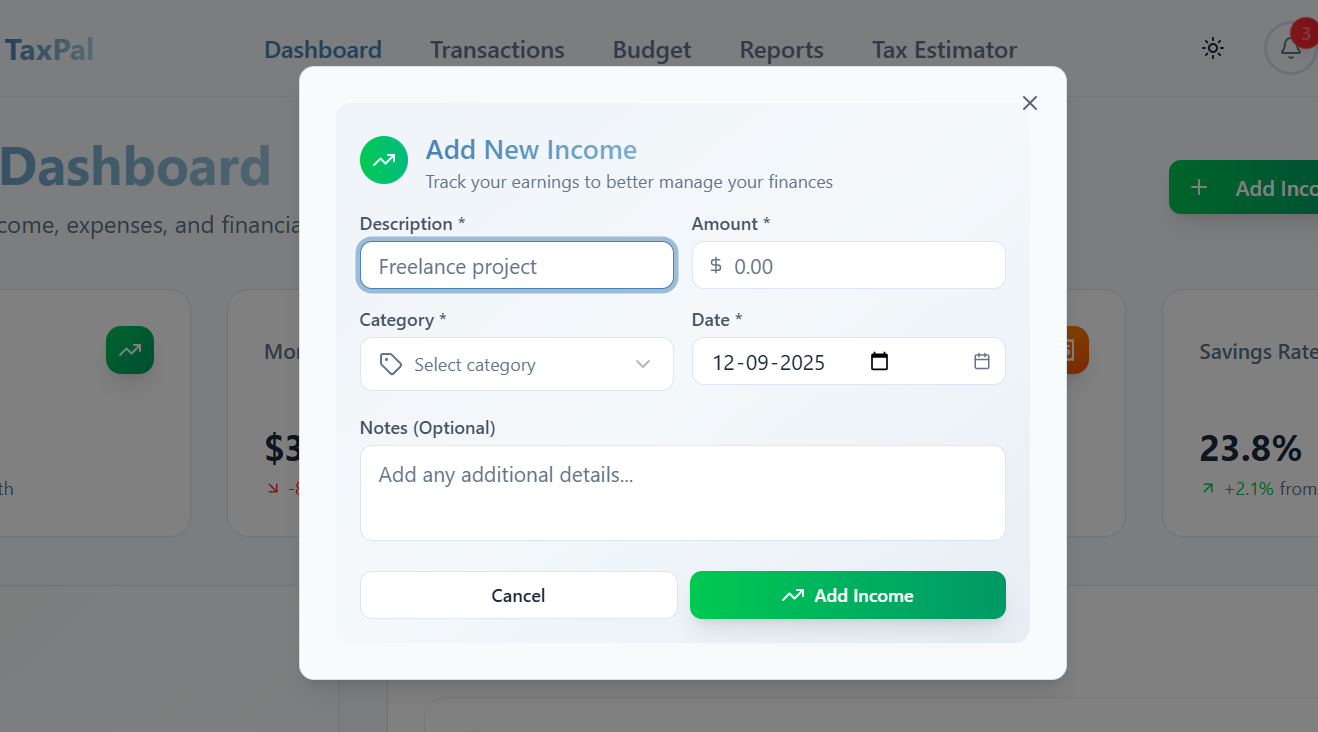 TaxPal
Dashboard
Transactions
Budget
Reports
Tax Estimator
3
Dashboard
come, expenses, and financia
+ Add Inco
Add New Income
Track your earnings to better manage your finances
Description *
Amount *
Freelance project
$ 0.00
Category *
Date *
Select category
12-09-2025
Notes (Optional)
Add any additional details...
Cancel
Add Income
Mon
$3
-8
th
Savings Rate
23.8%
+2.1% from